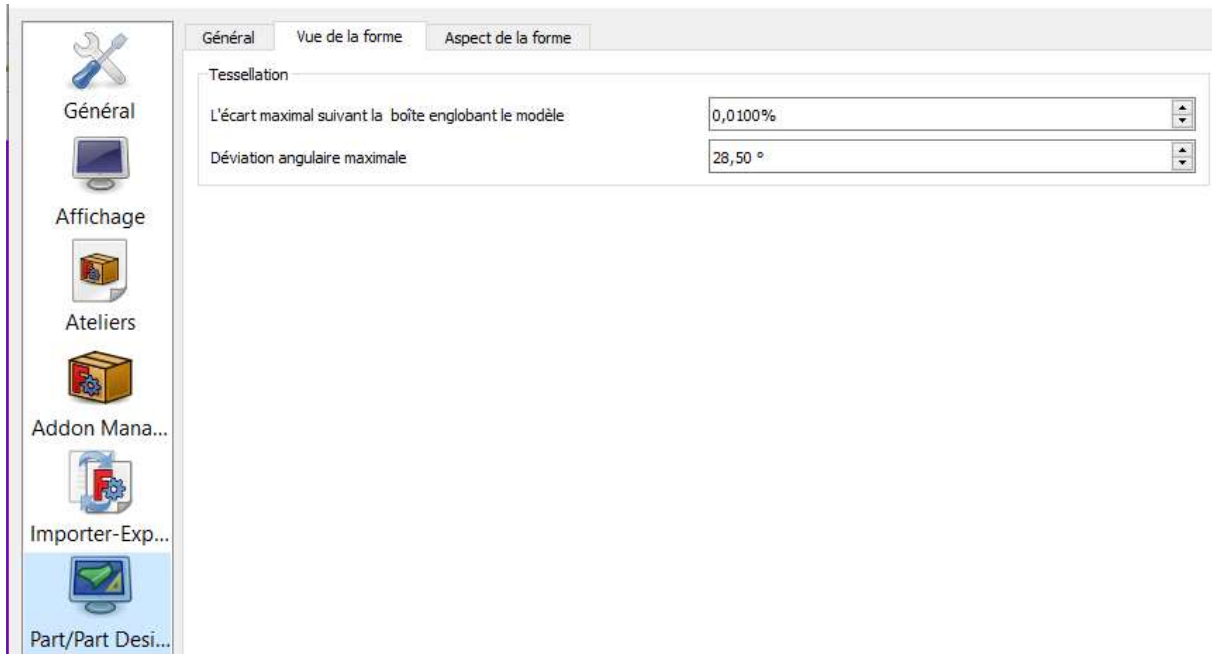 Général
Vue de la forme
Aspect de la forme
Tessellation
L'écart maximal suivant la  boîte englobant le modèle
0,0100%
Déviation angulaire maximale
28,50 °
Général
Affichage
Ateliers
Addon Mana...
Importer-Exp...
Part/Part Desi...